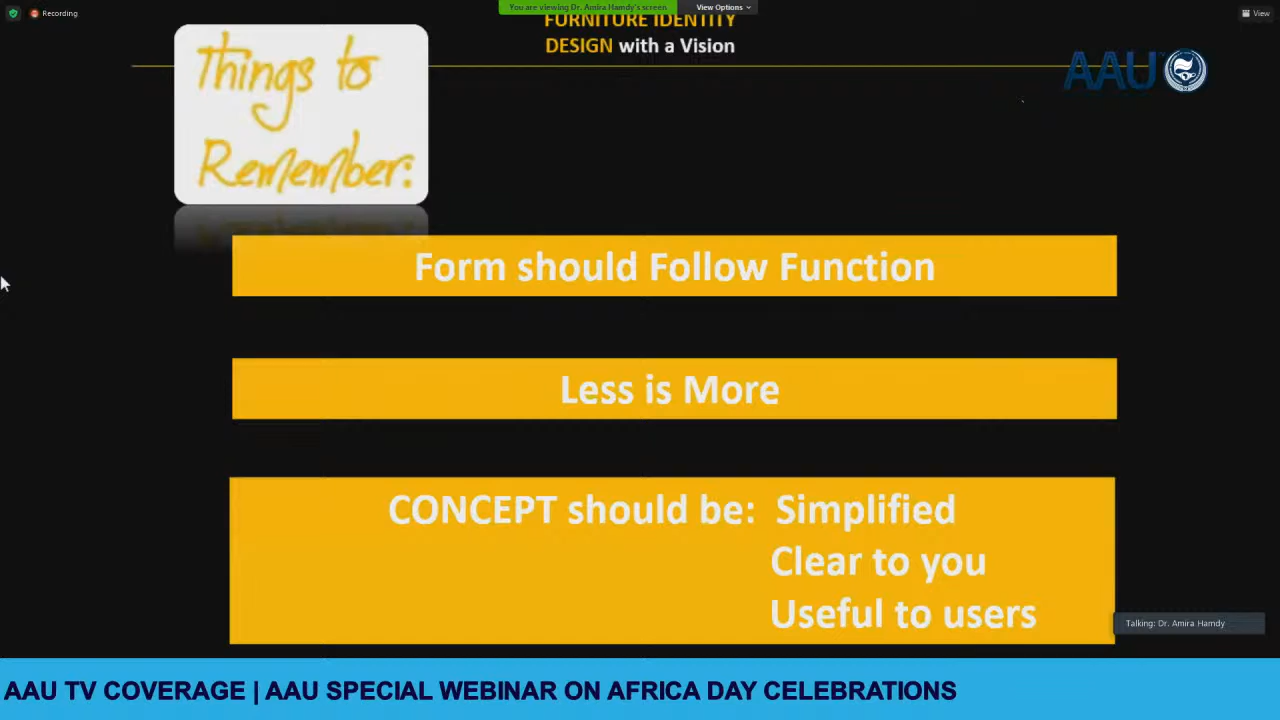 Recording
You are viewing Dr. Amira Hamdy's screen
View Options
View
FURNITURE IDENTITY
DESIGN with a Vision
AAU
Things to
Remember:
Form should Follow Function
Less is More
CONCEPT should be: Simplified
Clear to you
Useful to users
Talking: Dr. Amira Hamdy
AAU TV COVERAGE | AAU SPECIAL WEBINAR ON AFRICA DAY CELEBRATIONS